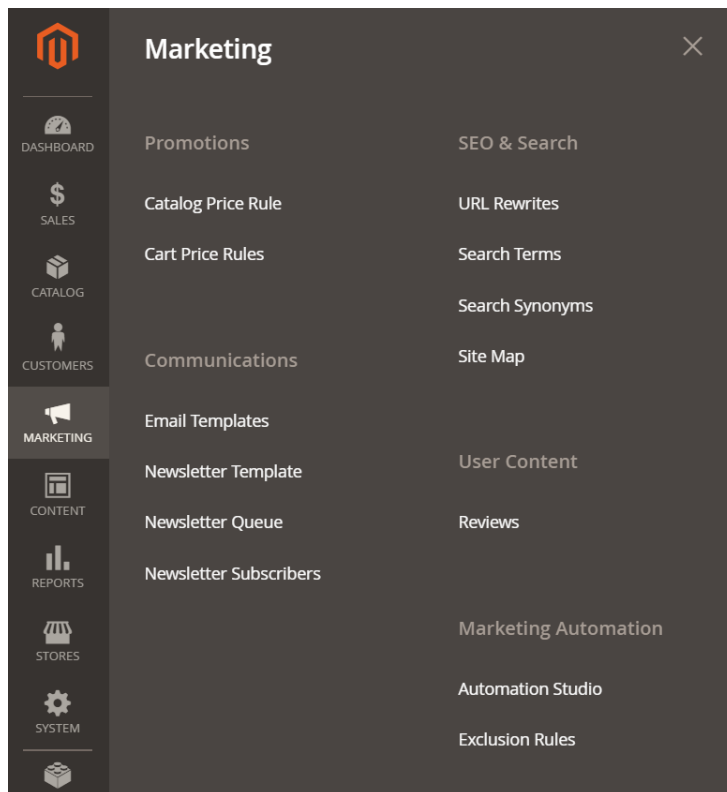 DASHBOARD
SALES
CATALOG
CUSTOMERS
MARKETING
CONTENT
REPORTS
STORES
SYSTEM
Marketing
Promotions
Catalog Price Rule
Cart Price Rules
Communications
Email Templates
Newsletter Template
Newsletter Queue
Newsletter Subscribers
SEO & Search
URL Rewrites
Search Terms
Search Synonyms
Site Map
User Content
Reviews
Marketing Automation
Automation Studio
Exclusion Rules